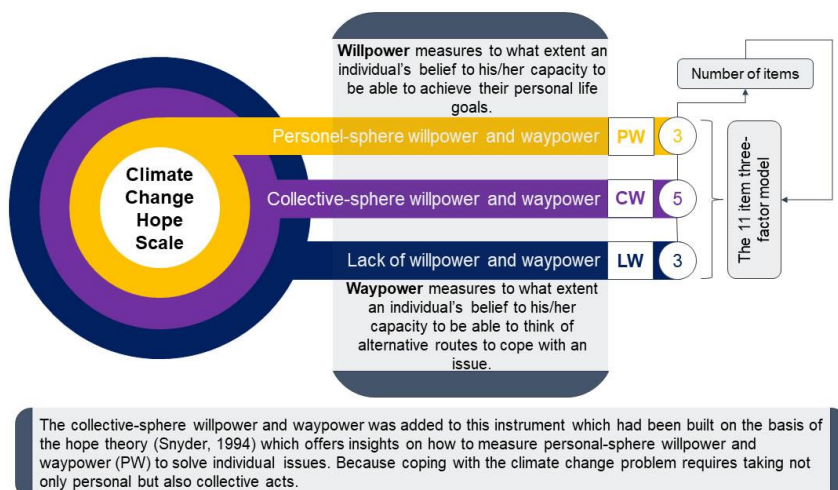 Willpower measures to what extent an
individual's belief to his/her capacity to
be able to achieve their personal life
goals.
Number of items
Climate
Change
Hope
Scale
Personel-sphere willpower and waypower
PW
3
Collective-sphere willpower and waypower
CW
5
Lack of willpower and waypower
LW
3
The 11 item three-
factor model
Waypower measures to what extent
an individual's belief to his/her
capacity to be able to think of
alternative routes to cope with an
issue.
The collective-sphere willpower and waypower was added to this instrument which had been built on the basis of
the hope theory (Snyder, 1994) which offers insights on how to measure personal-sphere willpower and
waypower (PW) to solve individual issues. Because coping with the climate change problem requires taking not
only personal but also collective acts.